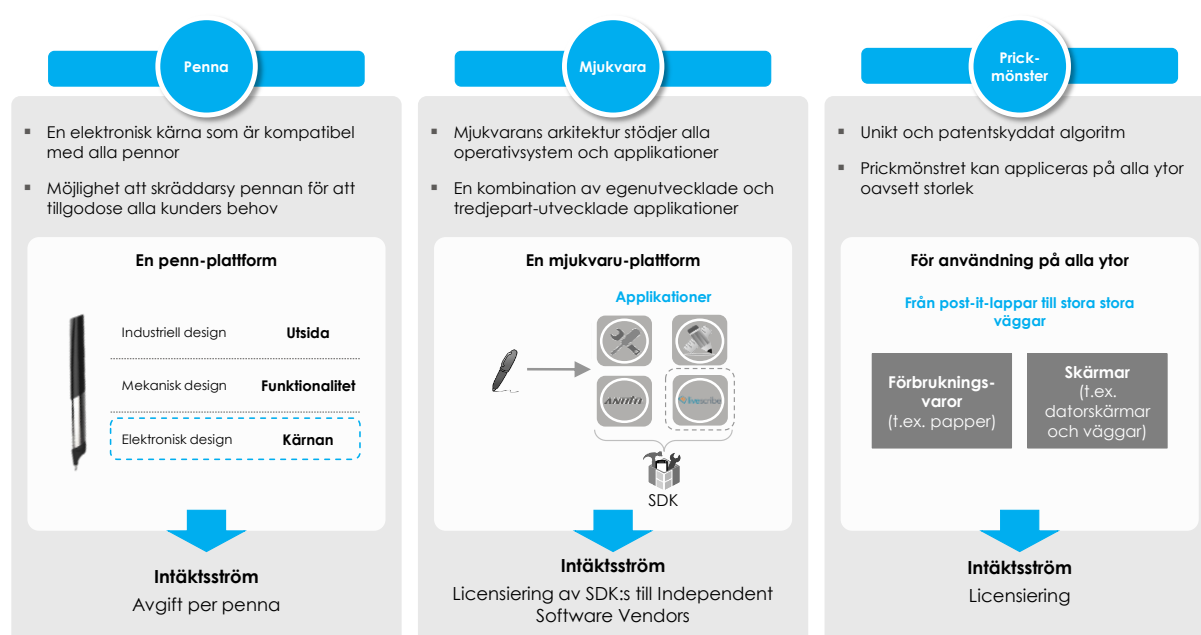 Penna
En elektronisk kärna som är kompatibel
med alla pennor
Möjlighet att skräddarsy pennan för att
tillgodose alla kunders behov
En penn-plattform
Industriell design Utsida
Mekanisk design Funktionalitet
Elektronisk design Kärnan
Intäktsström
Avgift per penna
Mjukvara
Mjukvarans arkitektur stödjer alla
operativsystem och applikationer
En kombination av egenutvecklade och
tredjepart-utvecklade applikationer
En mjukvaru-plattform
Applikationer
ANOTO
livescribe
SDK
Intäktsström
Licensiering av SDK:s till Independent
Software Vendors
Prick-
mönster
Unikt och patentskyddat algoritm
Prickmönstret kan appliceras på alla ytor
oavsett storlek
För användning på alla ytor
Från post-it-lappar till stora stora
väggar
Förbruknings-
varor
(t.ex. papper)
Skärmar
(t.ex.
datorskärmar
och väggar)
Intäktsström
Licensiering